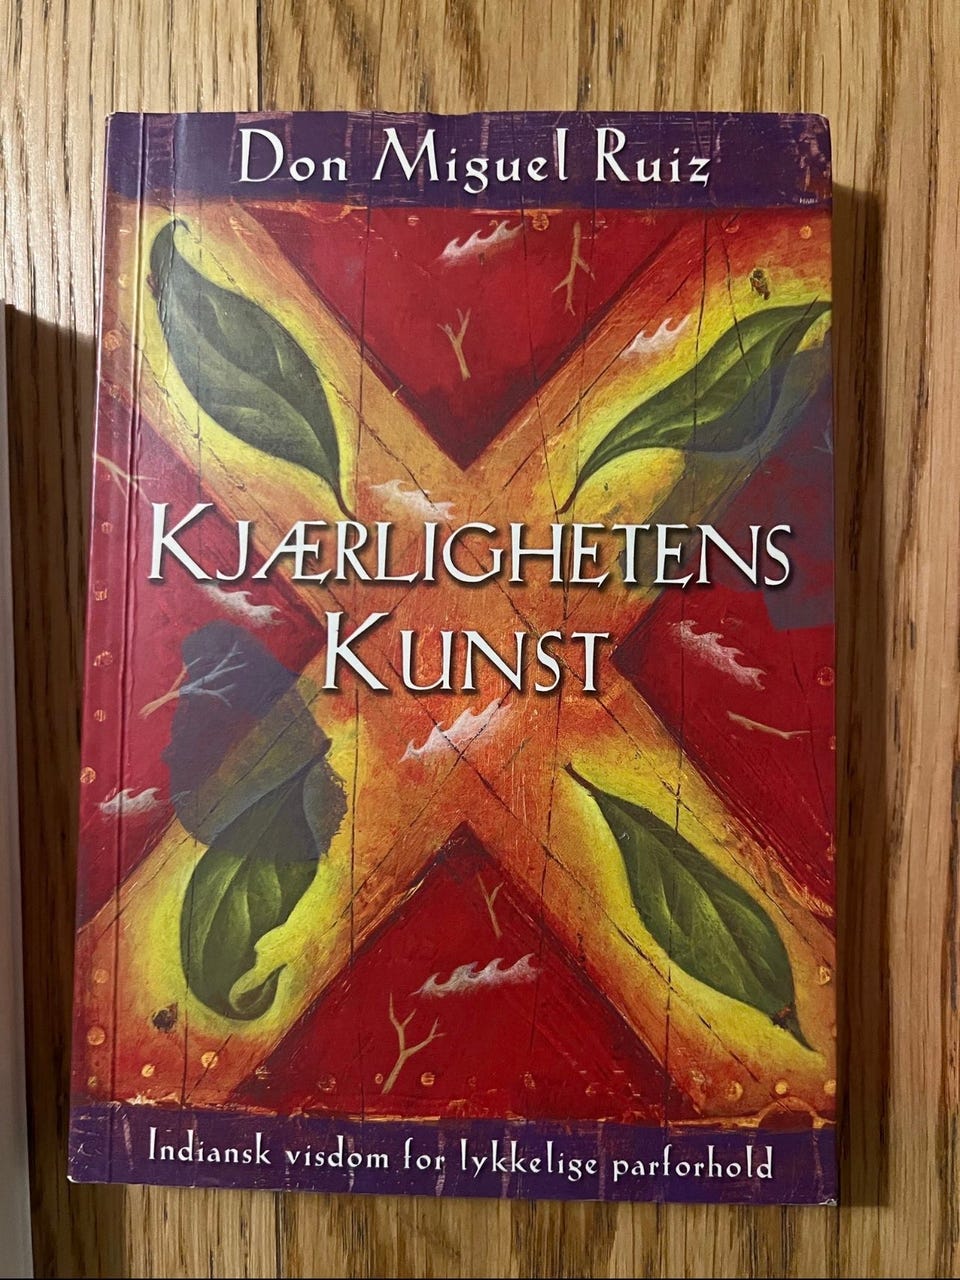 Don Miguel Ruiz
KJÆRLIGHETENS
KUNST
Indiansk visdom for lykkelige parforhold